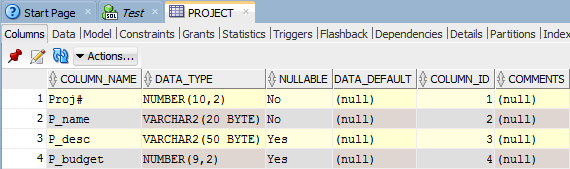 Start Page Test PROJECT
Columns Data Model Constraints Grants Statistics Triggers Flashback Dependencies Details Partitions Index
Actions...
COLUMN_NAME DATA_TYPE NULLABLE DATA_DEFAULT COLUMN_ID COMMENTS
1 Proj# NUMBER(10,2) No (null) 1 (null)
2 P_name VARCHAR2(20 BYTE) No (null) 2 (null)
3 P_desc VARCHAR2(50 BYTE) Yes (null) 3 (null)
4 P_budget NUMBER(9,2) Yes (null) 4 (null)